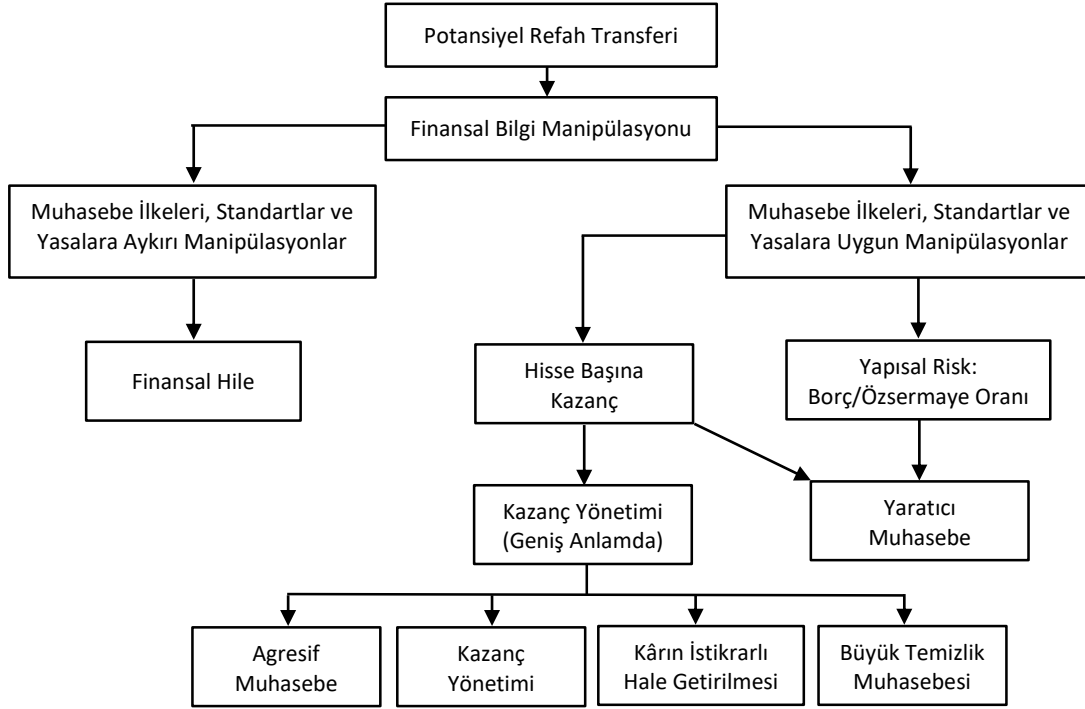 Potansiyel Refah Transferi
Finansal Bilgi Manipülasyonu
Muhasebe İlkeleri, Standartlar ve
Yasalara Aykırı Manipülasyonlar
Muhasebe İlkeleri, Standartlar ve
Yasalara Uygun Manipülasyonlar
Finansal Hile
Hisse Başına
Kazanç
Yapısal Risk:
Borç/Özsermaye Oranı
Kazanç Yönetimi
(Geniş Anlamda)
Yaratıcı
Muhasebe
Agresif
Muhasebe
Kazanç
Yönetimi
Kârın İstikrarlı
Hale Getirilmesi
Büyük Temizlik
Muhasebesi